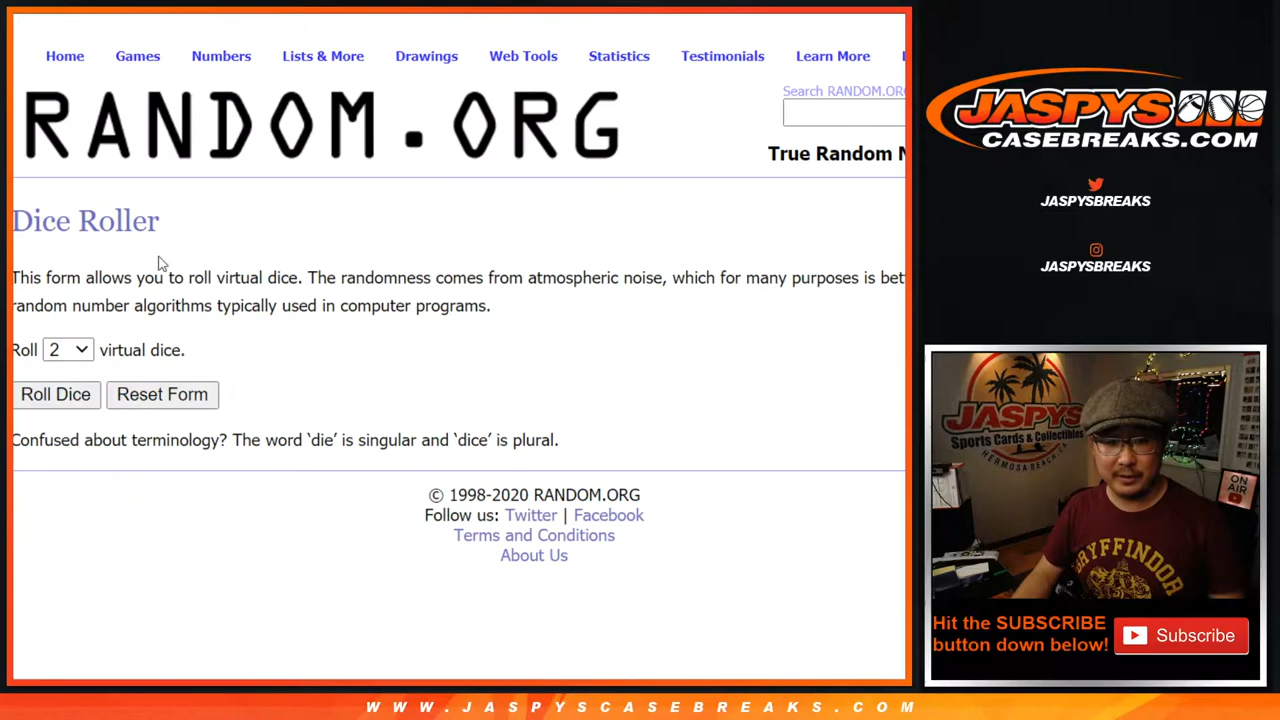 Home Games Numbers Lists & More Drawings Web Tools Statistics Testimonials Learn More
RANDOM.ORG
Search RANDOM.ORG
True Random N
Dice Roller
This form allows you to roll virtual dice. The randomness comes from atmospheric noise, which for many purposes is bet
random number algorithms typically used in computer programs.
Roll 2 virtual dice.
Roll Dice Reset Form
Confused about terminology? The word ‘die’ is singular and ‘dice’ is plural.
© 1998-2020 RANDOM.ORG
Follow us: Twitter | Facebook
Terms and Conditions
About Us
JASPYS
CASEBREAKS.COM
JASPYSBREAKS
JASPYSBREAKS
JASPYS
Sports Cards & Collectibles
HERMOSA BEACH, CA
ON AIR
GRYFFINDOR
Hit the SUBSCRIBE
button down below!
Subscribe
WWW.JASPYSCASEBREAKS.COM